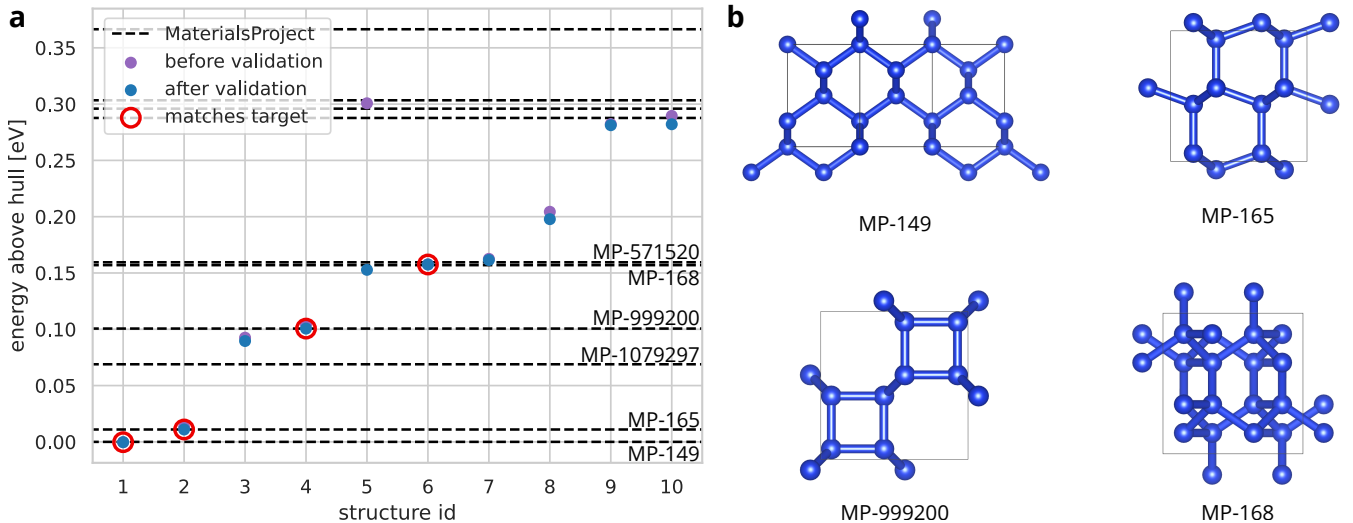 a
b
energy above hull [eV]
0.35
0.30
0.25
0.20
0.15
0.10
0.05
0.00
MaterialsProject
before validation
after validation
matches target
MP-571520
MP-168
MP-999200
MP-1079297
MP-165
MP-149
1 2 3 4 5 6 7 8 9 10
structure id
MP-149
MP-165
MP-999200
MP-168